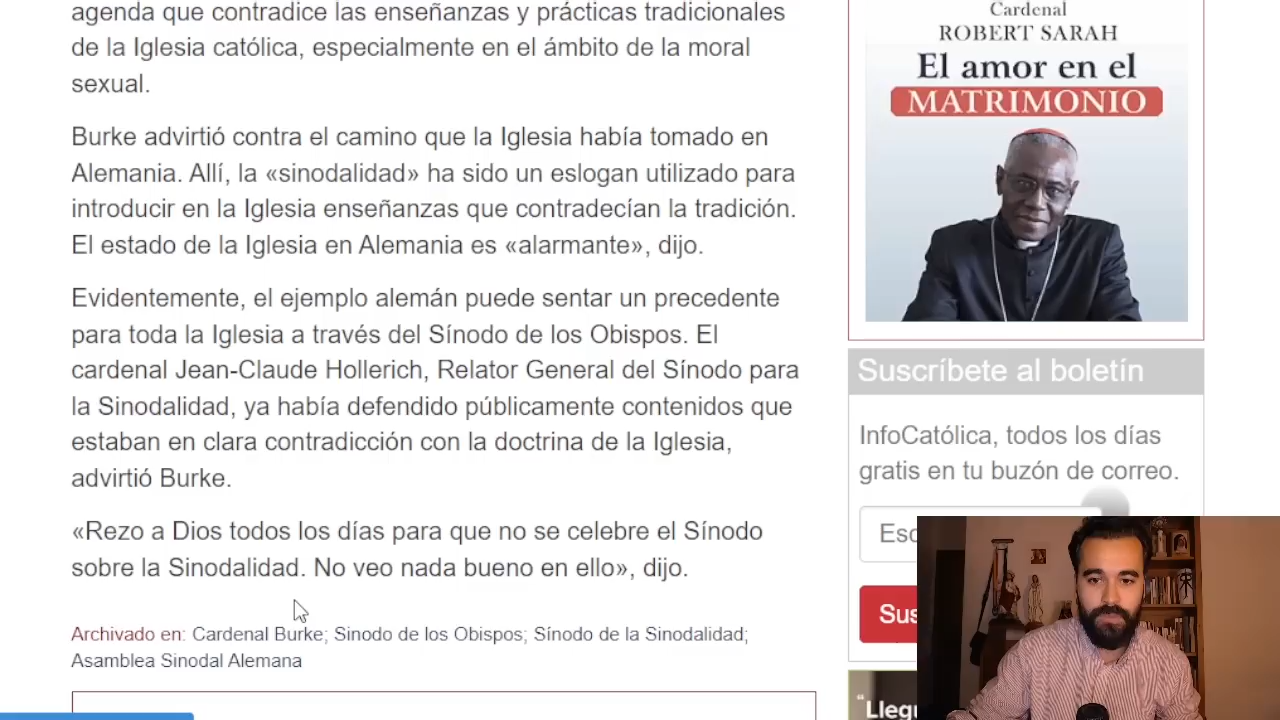 agenda que contradice las enseñanzas y prácticas tradicionales
de la Iglesia católica, especialmente en el ámbito de la moral
sexual.
Burke advirtió contra el camino que la Iglesia había tomado en
Alemania. Allí, la «sinodalidad» ha sido un eslogan utilizado para
introducir en la Iglesia enseñanzas que contradecían la tradición.
El estado de la Iglesia en Alemania es «alarmante», dijo.
Evidentemente, el ejemplo alemán puede sentar un precedente
para toda la Iglesia a través del Sínodo de los Obispos. El
cardenal Jean-Claude Hollerich, Relator General del Sínodo para
la Sinodalidad, ya había defendido públicamente contenidos que
estaban en clara contradicción con la doctrina de la Iglesia,
advirtió Burke.
«Rezo a Dios todos los días para que no se celebre el Sínodo
sobre la Sinodalidad. No veo nada bueno en ello», dijo.
Archivado en: Cardenal Burke; Sinodo de los Obispos; Sínodo de la Sinodalidad;
Asamblea Sinodal Alemana
Cardenal
ROBERT SARAH
El amor en el
MATRIMONIO
Suscríbete al boletín
InfoCatólica, todos los días
gratis en tu buzón de correo.
Esc
Sus
“Llegu